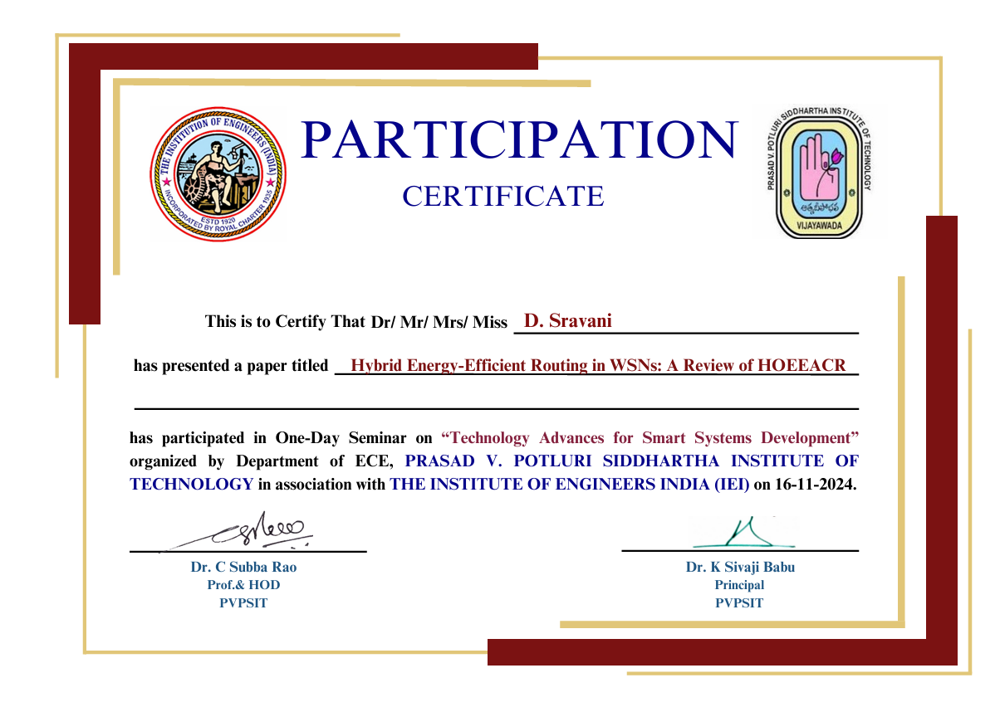 THE INSTITUTION OF ENGINEERS (INDIA)
INCORPORATED BY ROYAL CHARTER 1935
ESTD 1920
PARTICIPATION
CERTIFICATE
PRASAD V. POTLURI SIDDHARTHA INSTITUTE OF TECHNOLOGY
VIJAYAWADA
This is to Certify That Dr/ Mr/ Mrs/ Miss D. Sravani
has presented a paper titled Hybrid Energy-Efficient Routing in WSNs: A Review of HOEEACR
has participated in One-Day Seminar on “Technology Advances for Smart Systems Development”
organized by Department of ECE, PRASAD V. POTLURI SIDDHARTHA INSTITUTE OF
TECHNOLOGY in association with THE INSTITUTE OF ENGINEERS INDIA (IEI) on 16-11-2024.
Dr. C Subba Rao
Prof.& HOD
PVPSIT
Dr. K Sivaji Babu
Principal
PVPSIT